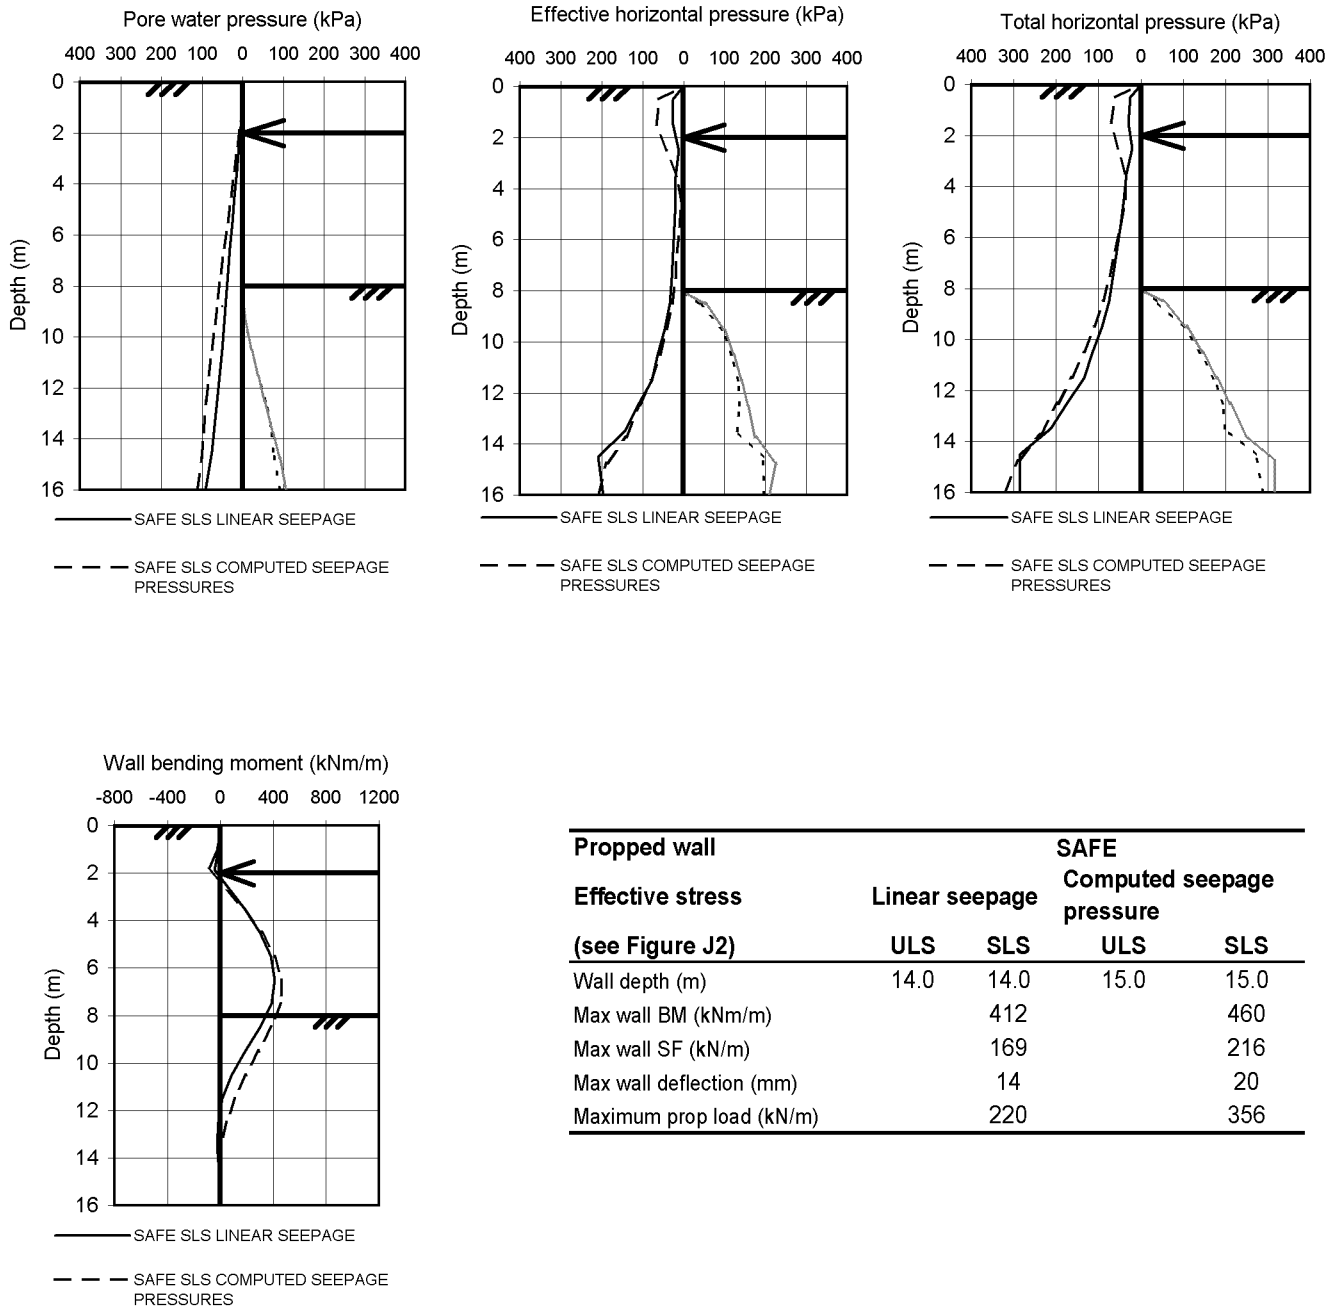 Pore water pressure (kPa)
400 300 200 100 0 100 200 300 400
0
2
4
6
8
10
12
14
16
Depth (m)
SAFE SLS LINEAR SEEPAGE
SAFE SLS COMPUTED SEEPAGE
PRESSURES
Effective horizontal pressure (kPa)
400 300 200 100 0 100 200 300 400
0
2
4
6
8
10
12
14
16
Depth (m)
SAFE SLS LINEAR SEEPAGE
SAFE SLS COMPUTED SEEPAGE
PRESSURES
Total horizontal pressure (kPa)
400 300 200 100 0 100 200 300 400
0
2
4
6
8
10
12
14
16
Depth (m)
SAFE SLS LINEAR SEEPAGE
SAFE SLS COMPUTED SEEPAGE
PRESSURES
Wall bending moment (kNm/m)
-800 -400 0 400 800 1200
0
2
4
6
8
10
12
14
16
Depth (m)
SAFE SLS LINEAR SEEPAGE
SAFE SLS COMPUTED SEEPAGE
PRESSURES
Propped wall SAFE
Effective stress Linear seepage Computed seepage
pressure
(see Figure J2) ULS SLS ULS SLS
Wall depth (m) 14.0 14.0 15.0 15.0
Max wall BM (kNm/m) 412 460
Max wall SF (kN/m) 169 216
Max wall deflection (mm) 14 20
Maximum prop load (kN/m) 220 356